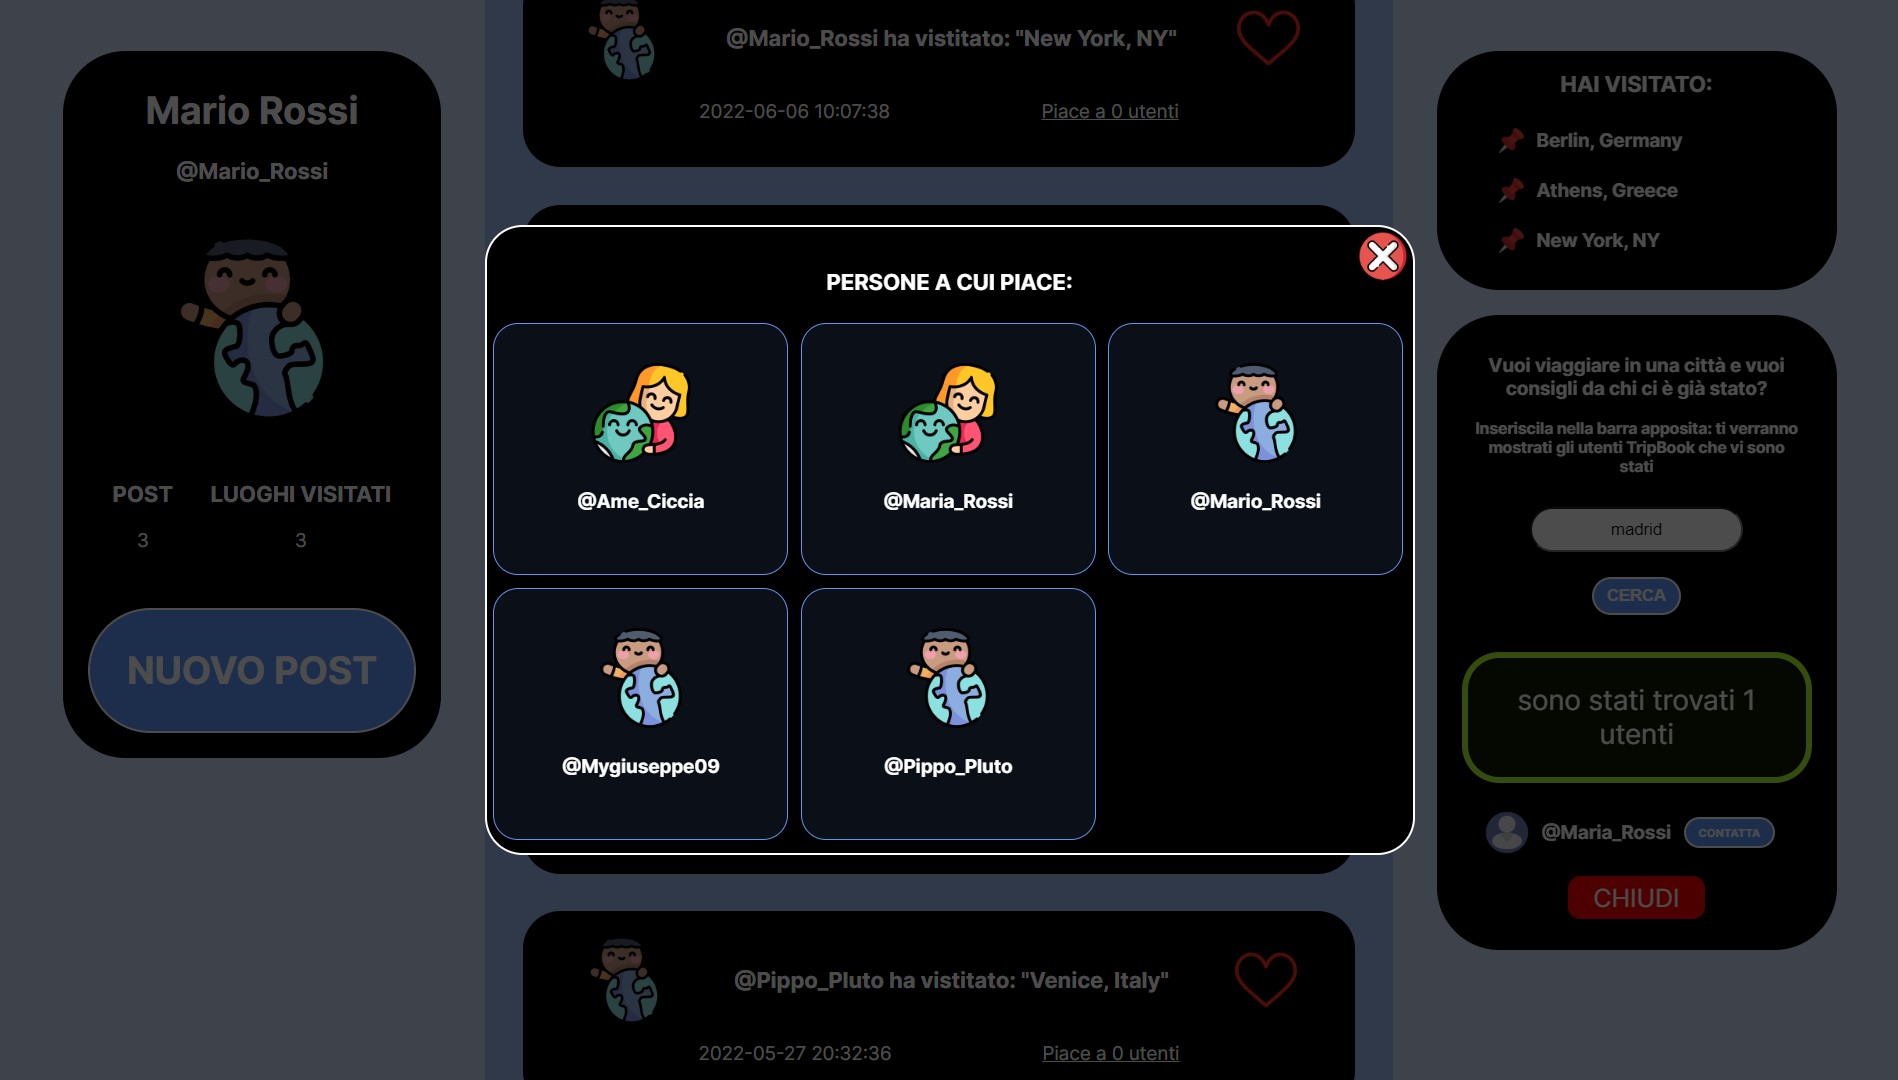 Mario Rossi
@Mario_Rossi
POST
LUOGHI VISITATI
3
3
NUOVO POST
@Mario_Rossi ha vistitato: "New York, NY"
2022-06-06 10:07:38
Piace a 0 utenti
PERSONE A CUI PIACE:
@Ame_Ciccia
@Maria_Rossi
@Mario_Rossi
@Mygiuseppe09
@Pippo_Pluto
@Pippo_Pluto ha vistitato: "Venice, Italy"
2022-05-27 20:32:36
Piace a 0 utenti
HAI VISITATO:
Berlin, Germany
Athens, Greece
New York, NY
Vuoi viaggiare in una città e vuoi
consigli da chi ci è già stato?
Inseriscila nella barra apposita: ti verranno
mostrati gli utenti TripBook che vi sono
stati
madrid
CERCA
sono stati trovati 1
utenti
@Maria_Rossi
CONTATTA
CHIUDI